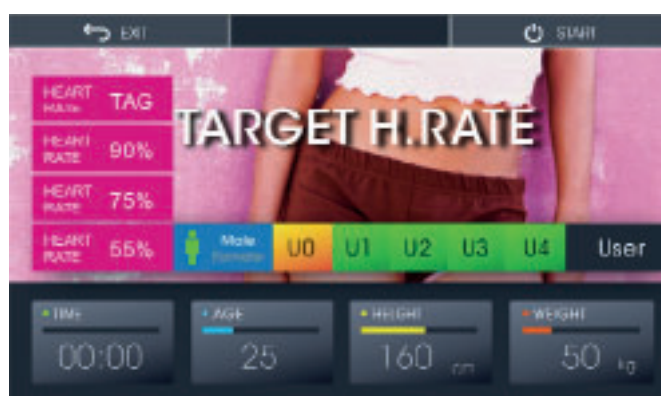 EXIT
START
TARGET H.RATE
HEART RATE TAG
HEART RATE 90%
HEART RATE 75%
HEART RATE 55%
Male
Female
U0 U1 U2 U3 U4 User
TIME
00:00
AGE
25
HEIGHT
160 cm
WEIGHT
50 kg